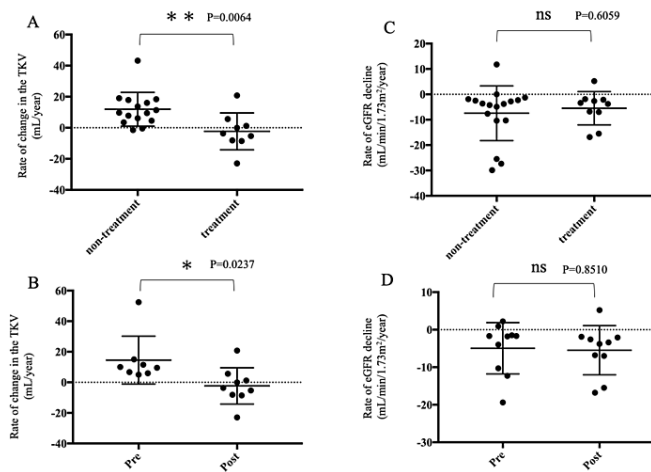 A
* * P=0.0064
Rate of change in the TKV
(mL/year)
60
40
20
0
-20
-40
non-treatment
treatment
C
ns P=0.6059
Rate of eGFR decline
(mL/min/1.73m²/year)
20
10
0
-10
-20
-30
-40
non-treatment
treatment
B
* P=0.0237
Rate of change in the TKV
(mL/year)
60
40
20
0
-20
-40
Pre
Post
D
ns P=0.8510
Rate of eGFR decline
(mL/min/1.73m²/year)
10
0
-10
-20
-30
Pre
Post